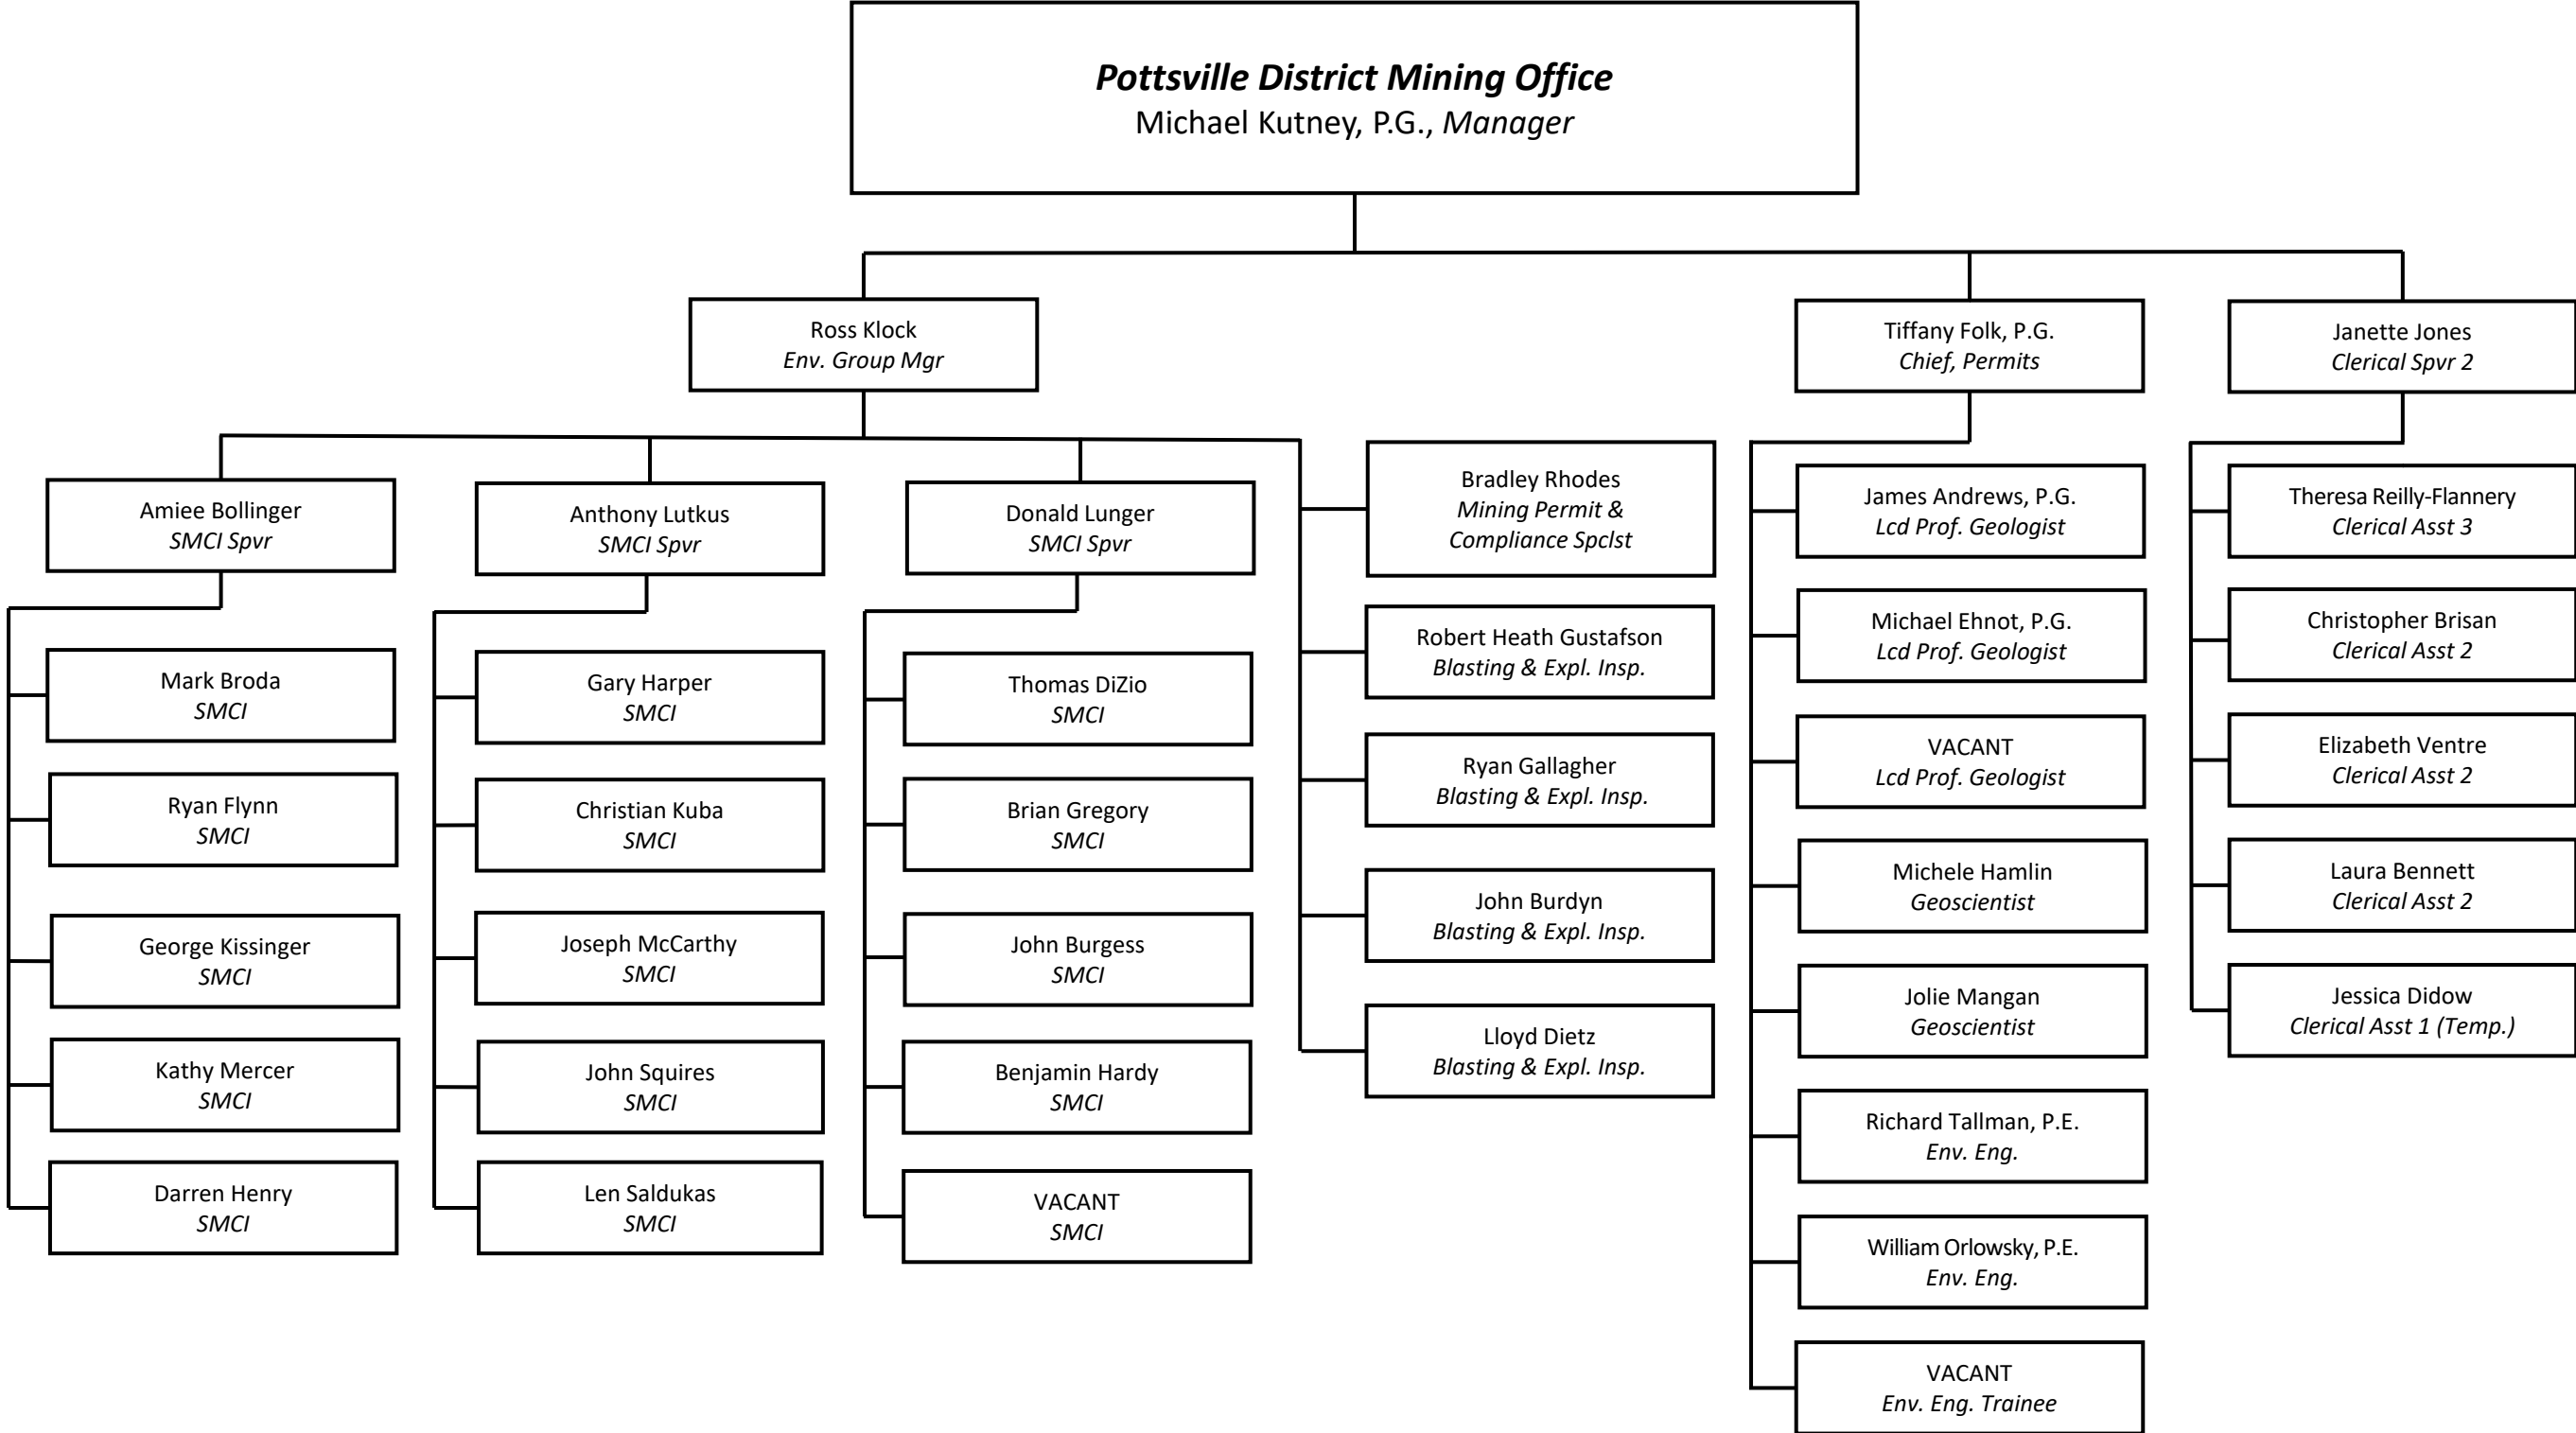 Pottsville District Mining Office
Michael Kutney, P.G., Manager
Ross Klock
Env. Group Mgr
Tiffany Folk, P.G.
Chief, Permits
Janette Jones
Clerical Spvr 2
Amiee Bollinger
SMCI Spvr
Mark Broda
SMCI
Ryan Flynn
SMCI
George Kissinger
SMCI
Kathy Mercer
SMCI
Darren Henry
SMCI
Anthony Lutkus
SMCI Spvr
Gary Harper
SMCI
Christian Kuba
SMCI
Joseph McCarthy
SMCI
John Squires
SMCI
Len Saldukas
SMCI
Donald Lunger
SMCI Spvr
Thomas DiZio
SMCI
Brian Gregory
SMCI
John Burgess
SMCI
Benjamin Hardy
SMCI
VACANT
SMCI
Bradley Rhodes
Mining Permit &
Compliance Spclst
Robert Heath Gustafson
Blasting & Expl. Insp.
Ryan Gallagher
Blasting & Expl. Insp.
John Burdyn
Blasting & Expl. Insp.
Lloyd Dietz
Blasting & Expl. Insp.
James Andrews, P.G.
Lcd Prof. Geologist
Michael Ehnot, P.G.
Lcd Prof. Geologist
VACANT
Lcd Prof. Geologist
Michele Hamlin
Geoscientist
Jolie Mangan
Geoscientist
Richard Tallman, P.E.
Env. Eng.
William Orlowsky, P.E.
Env. Eng.
VACANT
Env. Eng. Trainee
Theresa Reilly-Flannery
Clerical Asst 3
Christopher Brisan
Clerical Asst 2
Elizabeth Ventre
Clerical Asst 2
Laura Bennett
Clerical Asst 2
Jessica Didow
Clerical Asst 1 (Temp.)